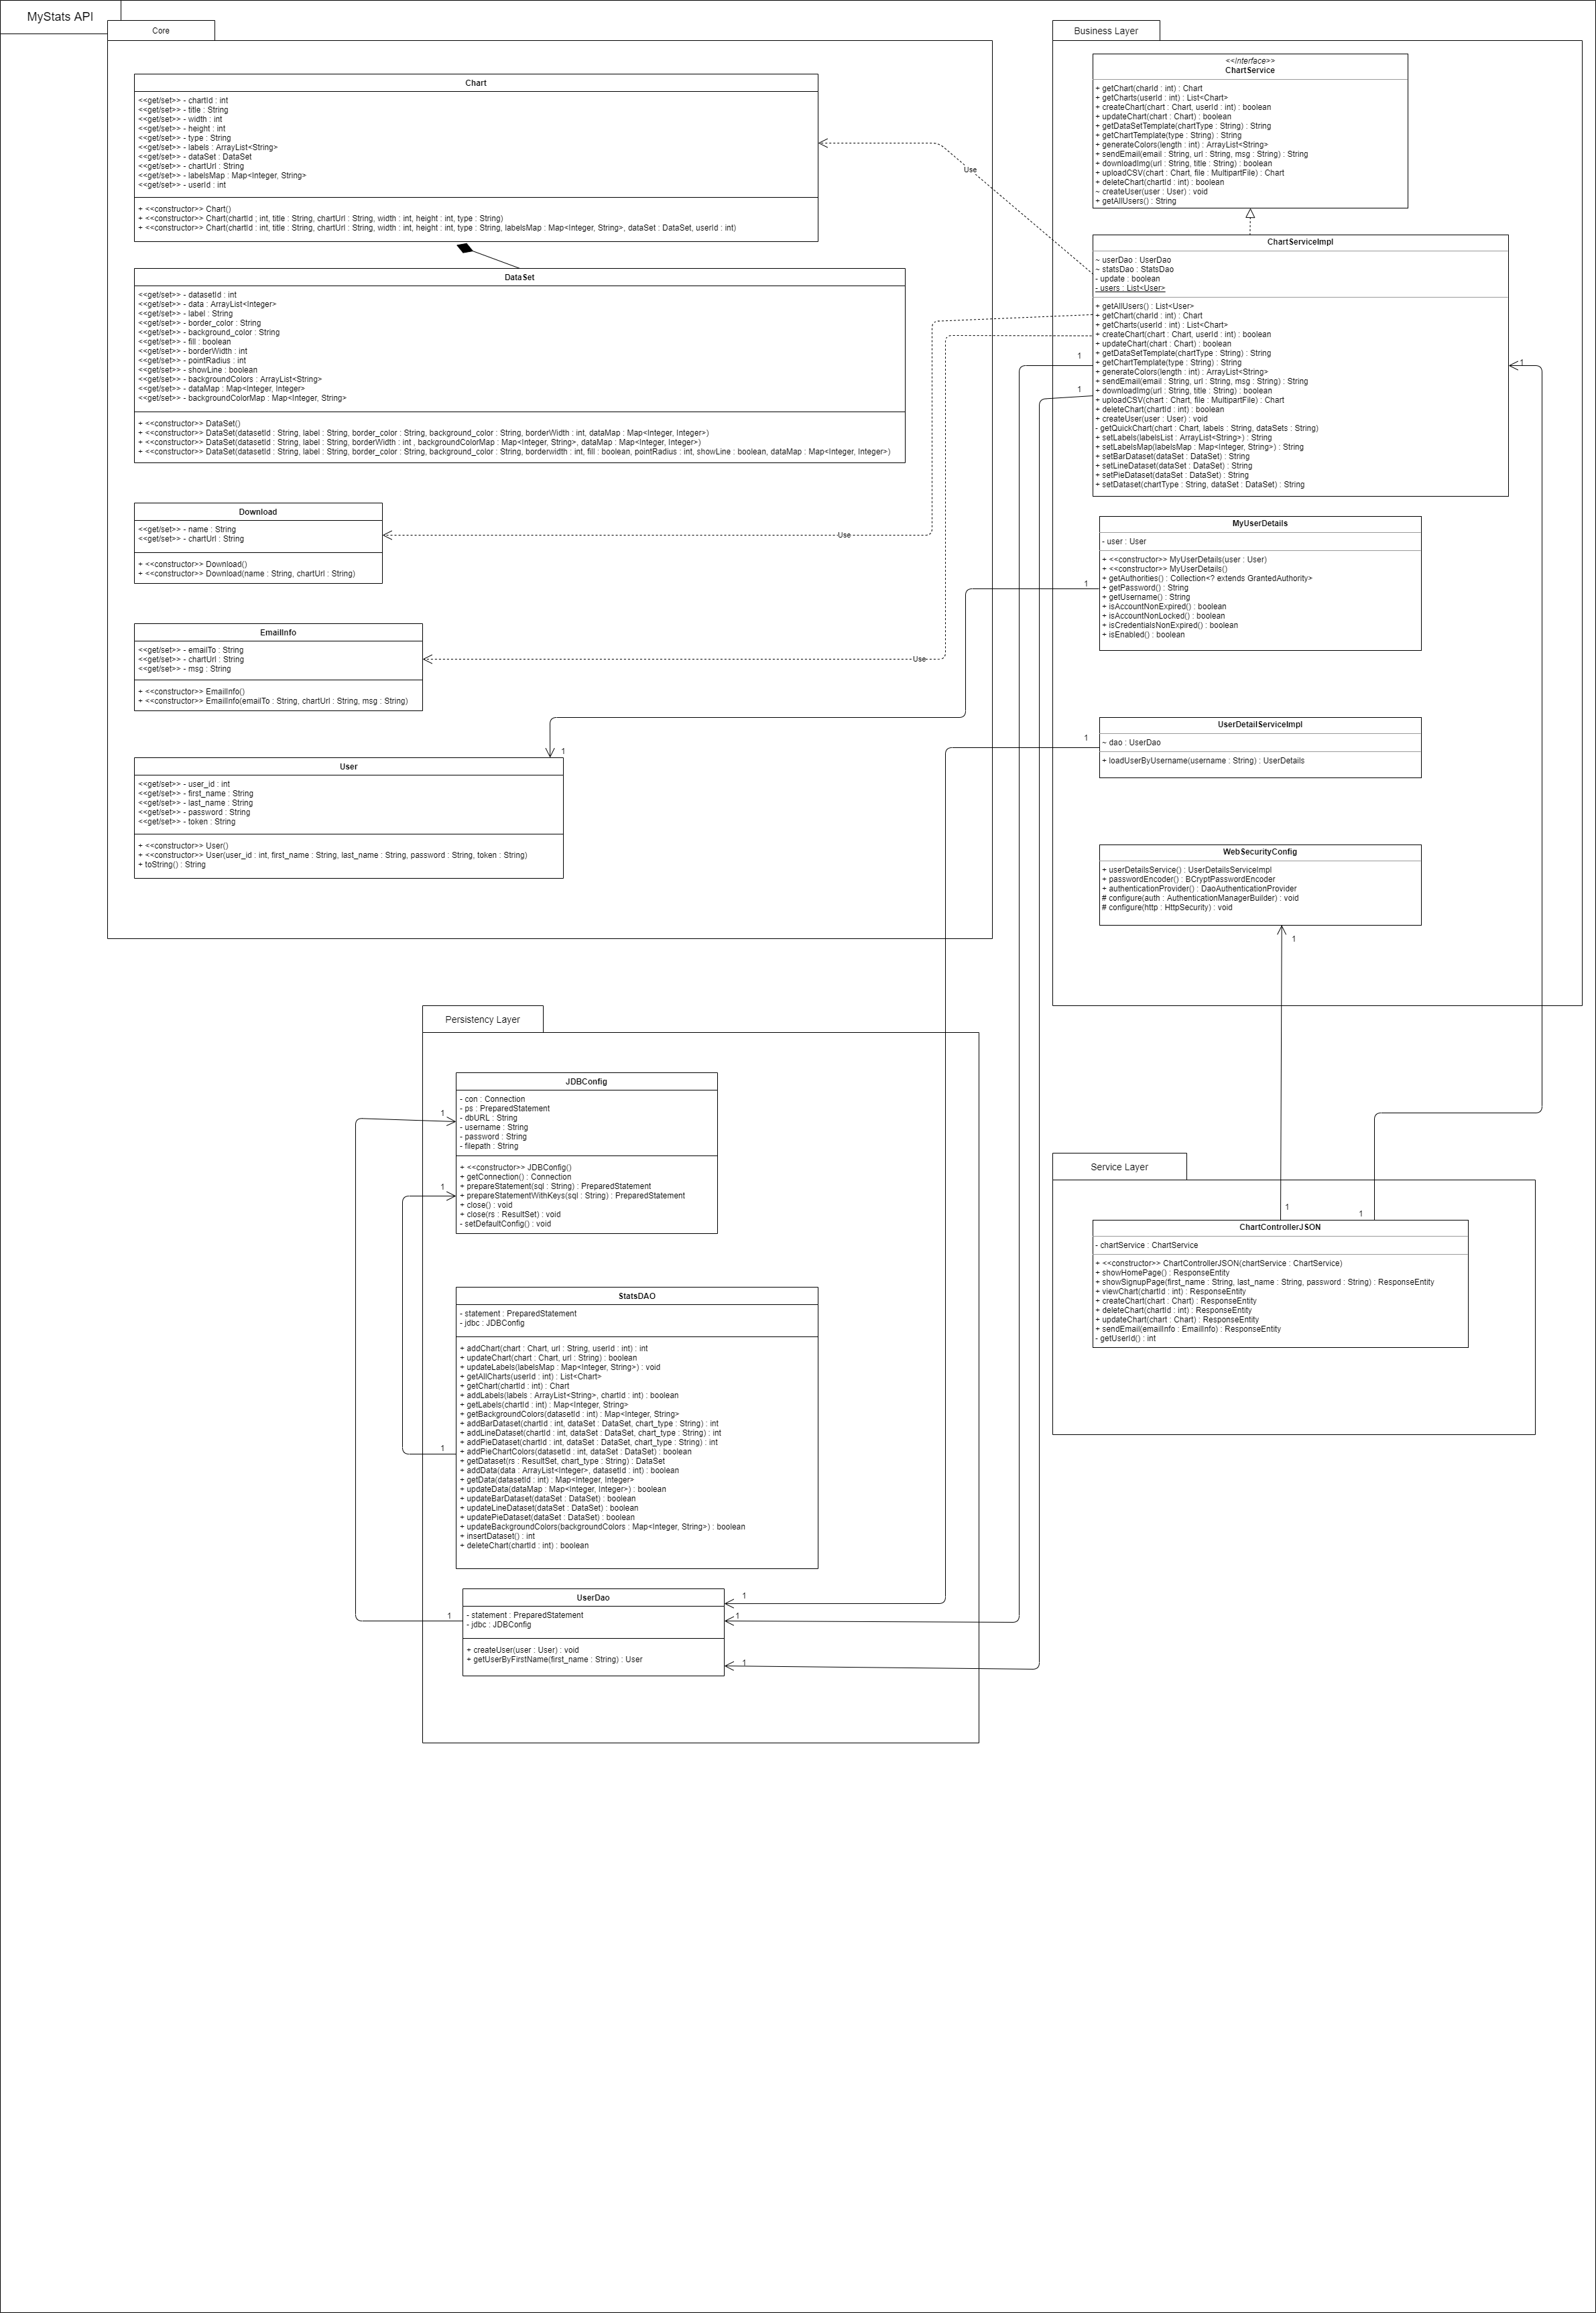 MyStats API
Core
Chart
<<get/set>> - chartId : int
<<get/set>> - title : String
<<get/set>> - width : int
<<get/set>> - height : int
<<get/set>> - type : String
<<get/set>> - labels : ArrayList<String>
<<get/set>> - dataSet : DataSet
<<get/set>> - chartUrl : String
<<get/set>> - labelsMap : Map<Integer, String>
<<get/set>> - userId : int
+ <<constructor>> Chart()
+ <<constructor>> Chart(chartId ; int, title : String, chartUrl : String, width : int, height : int, type : String)
+ <<constructor>> Chart(chartId : int, title : String, chartUrl : String, width : int, height : int, type : String, labelsMap : Map<Integer, String>, dataSet : DataSet, userId : int)
DataSet
<<get/set>> - datasetId : int
<<get/set>> - data : ArrayList<Integer>
<<get/set>> - label : String
<<get/set>> - border_color : String
<<get/set>> - background_color : String
<<get/set>> - fill : boolean
<<get/set>> - borderWidth : int
<<get/set>> - pointRadius : int
<<get/set>> - showLine : boolean
<<get/set>> - backgroundColors : ArrayList<String>
<<get/set>> - dataMap : Map<Integer, Integer>
<<get/set>> - backgroundColorMap : Map<Integer, String>
+ <<constructor>> DataSet()
+ <<constructor>> DataSet(datasetId : String, label : String, border_color : String, background_color : String, borderWidth : int, dataMap : Map<Integer, Integer>)
+ <<constructor>> DataSet(datasetId : String, label : String, borderWidth : int , backgroundColorMap : Map<Integer, String>, dataMap : Map<Integer, Integer>)
+ <<constructor>> DataSet(datasetId : String, label : String, border_color : String, background_color : String, borderwidth : int, fill : boolean, pointRadius : int, showLine : boolean, dataMap : Map<Integer, Integer>)
Download
<<get/set>> - name : String
<<get/set>> - chartUrl : String
+ <<constructor>> Download()
+ <<constructor>> Download(name : String, chartUrl : String)
EmailInfo
<<get/set>> - emailTo : String
<<get/set>> - chartUrl : String
<<get/set>> - msg : String
+ <<constructor>> EmailInfo()
+ <<constructor>> EmailInfo(emailTo : String, chartUrl : String, msg : String)
User
<<get/set>> - user_id : int
<<get/set>> - first_name : String
<<get/set>> - last_name : String
<<get/set>> - password : String
<<get/set>> - token : String
+ <<constructor>> User()
+ <<constructor>> User(user_id : int, first_name : String, last_name : String, password : String, token : String)
+ toString() : String
Use
Use
Use
1
Business Layer
<<Interface>>
ChartService
+ getChart(charId : int) : Chart
+ getCharts(userId : int) : List<Chart>
+ createChart(chart : Chart, userId : int) : boolean
+ updateChart(chart : Chart) : boolean
+ getDataSetTemplate(chartType : String) : String
+ getChartTemplate(type : String) : String
+ generateColors(length : int) : ArrayList<String>
+ sendEmail(email : String, url : String, msg : String) : String
+ downloadImg(url : String, title : String) : boolean
+ uploadCSV(chart : Chart, file : MultipartFile) : Chart
+ deleteChart(chartId : int) : boolean
~ createUser(user : User) : void
+ getAllUsers() : String
ChartServiceImpl
~ userDao : UserDao
~ statsDao : StatsDao
- update : boolean
- users : List<User>
+ getAllUsers() : List<User>
+ getChart(charId : int) : Chart
+ getCharts(userId : int) : List<Chart>
+ createChart(chart : Chart, userId : int) : boolean
+ updateChart(chart : Chart) : boolean
+ getDataSetTemplate(chartType : String) : String
+ getChartTemplate(type : String) : String
+ generateColors(length : int) : ArrayList<String>
+ sendEmail(email : String, url : String, msg : String) : String
+ downloadImg(url : String, title : String) : boolean
+ uploadCSV(chart : Chart, file : MultipartFile) : Chart
+ deleteChart(chartId : int) : boolean
+ createUser(user : User) : void
- getQuickChart(chart : Chart, labels : String, dataSets : String)
+ setLabels(labelsList : ArrayList<String>) : String
+ setLabelsMap(labelsMap : Map<Integer, String>) : String
+ setBarDataset(dataSet : DataSet) : String
+ setLineDataset(dataSet : DataSet) : String
+ setPieDataset(dataSet : DataSet) : String
+ setDataset(chartType : String, dataSet : DataSet) : String
1
1
1
MyUserDetails
- user : User
+ <<constructor>> MyUserDetails(user : User)
+ <<constructor>> MyUserDetails()
+ getAuthorities() : Collection<? extends GrantedAuthority>
+ getPassword() : String
+ getUsername() : String
+ isAccountNonExpired() : boolean
+ isAccountNonLocked() : boolean
+ isCredentialsNonExpired() : boolean
+ isEnabled() : boolean
1
UserDetailServiceImpl
~ dao : UserDao
+ loadUserByUsername(username : String) : UserDetails
1
WebSecurityConfig
+ userDetailsService() : UserDetailsServiceImpl
+ passwordEncoder() : BCryptPasswordEncoder
+ authenticationProvider() : DaoAuthenticationProvider
# configure(auth : AuthenticationManagerBuilder) : void
# configure(http : HttpSecurity) : void
1
Persistency Layer
JDBConfig
- con : Connection
- ps : PreparedStatement
- dbURL : String
- username : String
- password : String
- filepath : String
+ <<constructor>> JDBConfig()
+ getConnection() : Connection
+ prepareStatement(sql : String) : PreparedStatement
+ prepareStatementWithKeys(sql : String) : PreparedStatement
+ close() : void
+ close(rs : ResultSet) : void
- setDefaultConfig() : void
1
1
StatsDAO
- statement : PreparedStatement
- jdbc : JDBConfig
+ addChart(chart : Chart, url : String, userId : int) : int
+ updateChart(chart : Chart, url : String) : boolean
+ updateLabels(labelsMap : Map<Integer, String>) : void
+ getAllCharts(userId : int) : List<Chart>
+ getChart(chartId : int) : Chart
+ addLabels(labels : ArrayList<String>, chartId : int) : boolean
+ getLabels(chartId : int) : Map<Integer, String>
+ getBackgroundColors(datasetId : int) : Map<Integer, String>
+ addBarDataset(chartId : int, dataSet : DataSet, chart_type : String) : int
+ addLineDataset(chartId : int, dataSet : DataSet, chart_type : String) : int
+ addPieDataset(chartId : int, dataSet : DataSet, chart_type : String) : int
+ addPieChartColors(datasetId : int, dataSet : DataSet) : boolean
+ getDataset(rs : ResultSet, chart_type : String) : DataSet
+ addData(data : ArrayList<Integer>, datasetId : int) : boolean
+ getData(datasetId : int) : Map<Integer, Integer>
+ updateData(dataMap : Map<Integer, Integer>) : boolean
+ updateBarDataset(dataSet : DataSet) : boolean
+ updateLineDataset(dataSet : DataSet) : boolean
+ updatePieDataset(dataSet : DataSet) : boolean
+ updateBackgroundColors(backgroundColors : Map<Integer, String>) : boolean
+ insertDataset() : int
+ deleteChart(chartId : int) : boolean
1
UserDao
- statement : PreparedStatement
- jdbc : JDBConfig
+ createUser(user : User) : void
+ getUserByFirstName(first_name : String) : User
1
1
1
1
Service Layer
1
1
ChartControllerJSON
- chartService : ChartService
+ <<constructor>> ChartControllerJSON(chartService : ChartService)
+ showHomePage() : ResponseEntity
+ showSignupPage(first_name : String, last_name : String, password : String) : ResponseEntity
+ viewChart(chartId : int) : ResponseEntity
+ createChart(chart : Chart) : ResponseEntity
+ deleteChart(chartId : int) : ResponseEntity
+ updateChart(chart : Chart) : ResponseEntity
+ sendEmail(emailInfo : EmailInfo) : ResponseEntity
- getUserId() : int